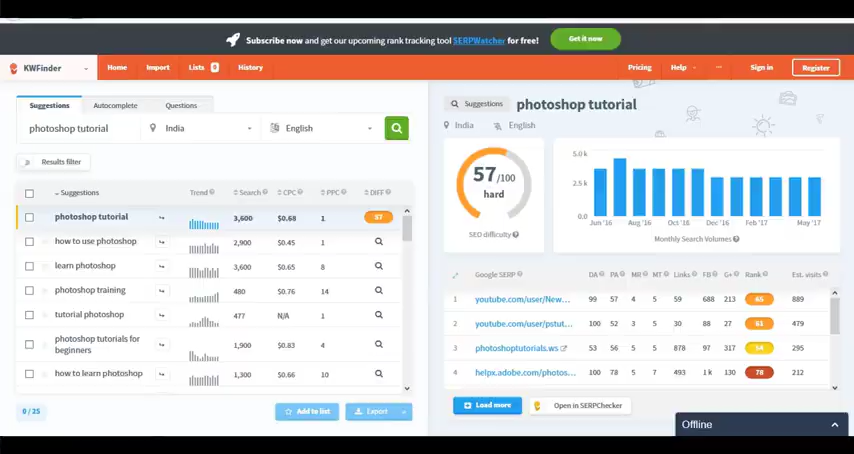 Subscribe now and get our upcoming rank tracking tool SERPWatcher for free! Get it now
KWFinder Home Import Lists 0 History Pricing Help Sign in Register
Suggestions Autocomplete Questions
photoshop tutorial India English
Results filter
Suggestions Trend Search CPC PPC DIFF
photoshop tutorial 3,600 $0.68 1 57
how to use photoshop 2,900 $0.45 1
learn photoshop 3,600 $0.65 8
photoshop training 480 $0.76 14
tutorial photoshop 477 N/A 1
photoshop tutorials for
beginners 1,900 $0.83 4
how to learn photoshop 1,300 $0.66 10
0 / 25 Add to list Export
Suggestions photoshop tutorial
India English
57/100
hard
SEO difficulty
5.0 k
2.5 k
0
Jun '16 Aug '16 Oct '16 Dec '16 Feb '17 May '17
Monthly Search Volumes
Google SERP DA PA MR MT Links FB G+ Rank Est. visits
1 youtube.com/user/New... 99 57 4 5 59 688 213 65 889
2 youtube.com/user/pstut... 100 52 3 5 30 88 27 61 479
3 photoshoptutorials.ws 53 56 5 5 878 97 317 54 295
4 helpx.adobe.com/photos... 100 78 5 7 493 1 k 130 78 212
Load more Open in SERPChecker
Offline